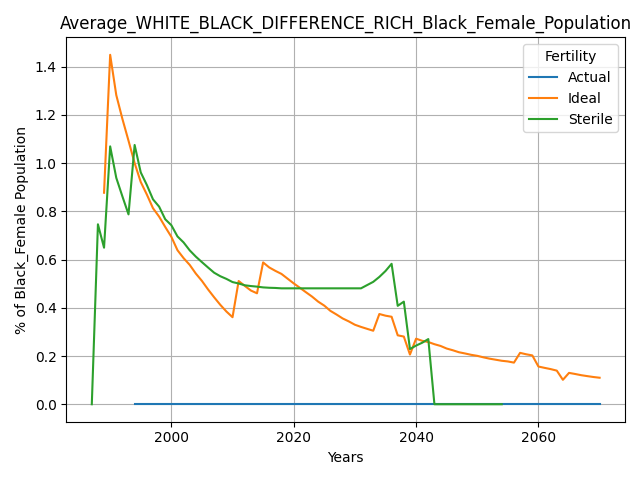 Average_WHITE_BLACK_DIFFERENCE_RICH_Black_Female_Population
Fertility
Actual
Ideal
Sterile
% of Black_Female Population
1.4
1.2
1.0
0.8
0.6
0.4
0.2
0.0
2000
2020
2040
2060
Years